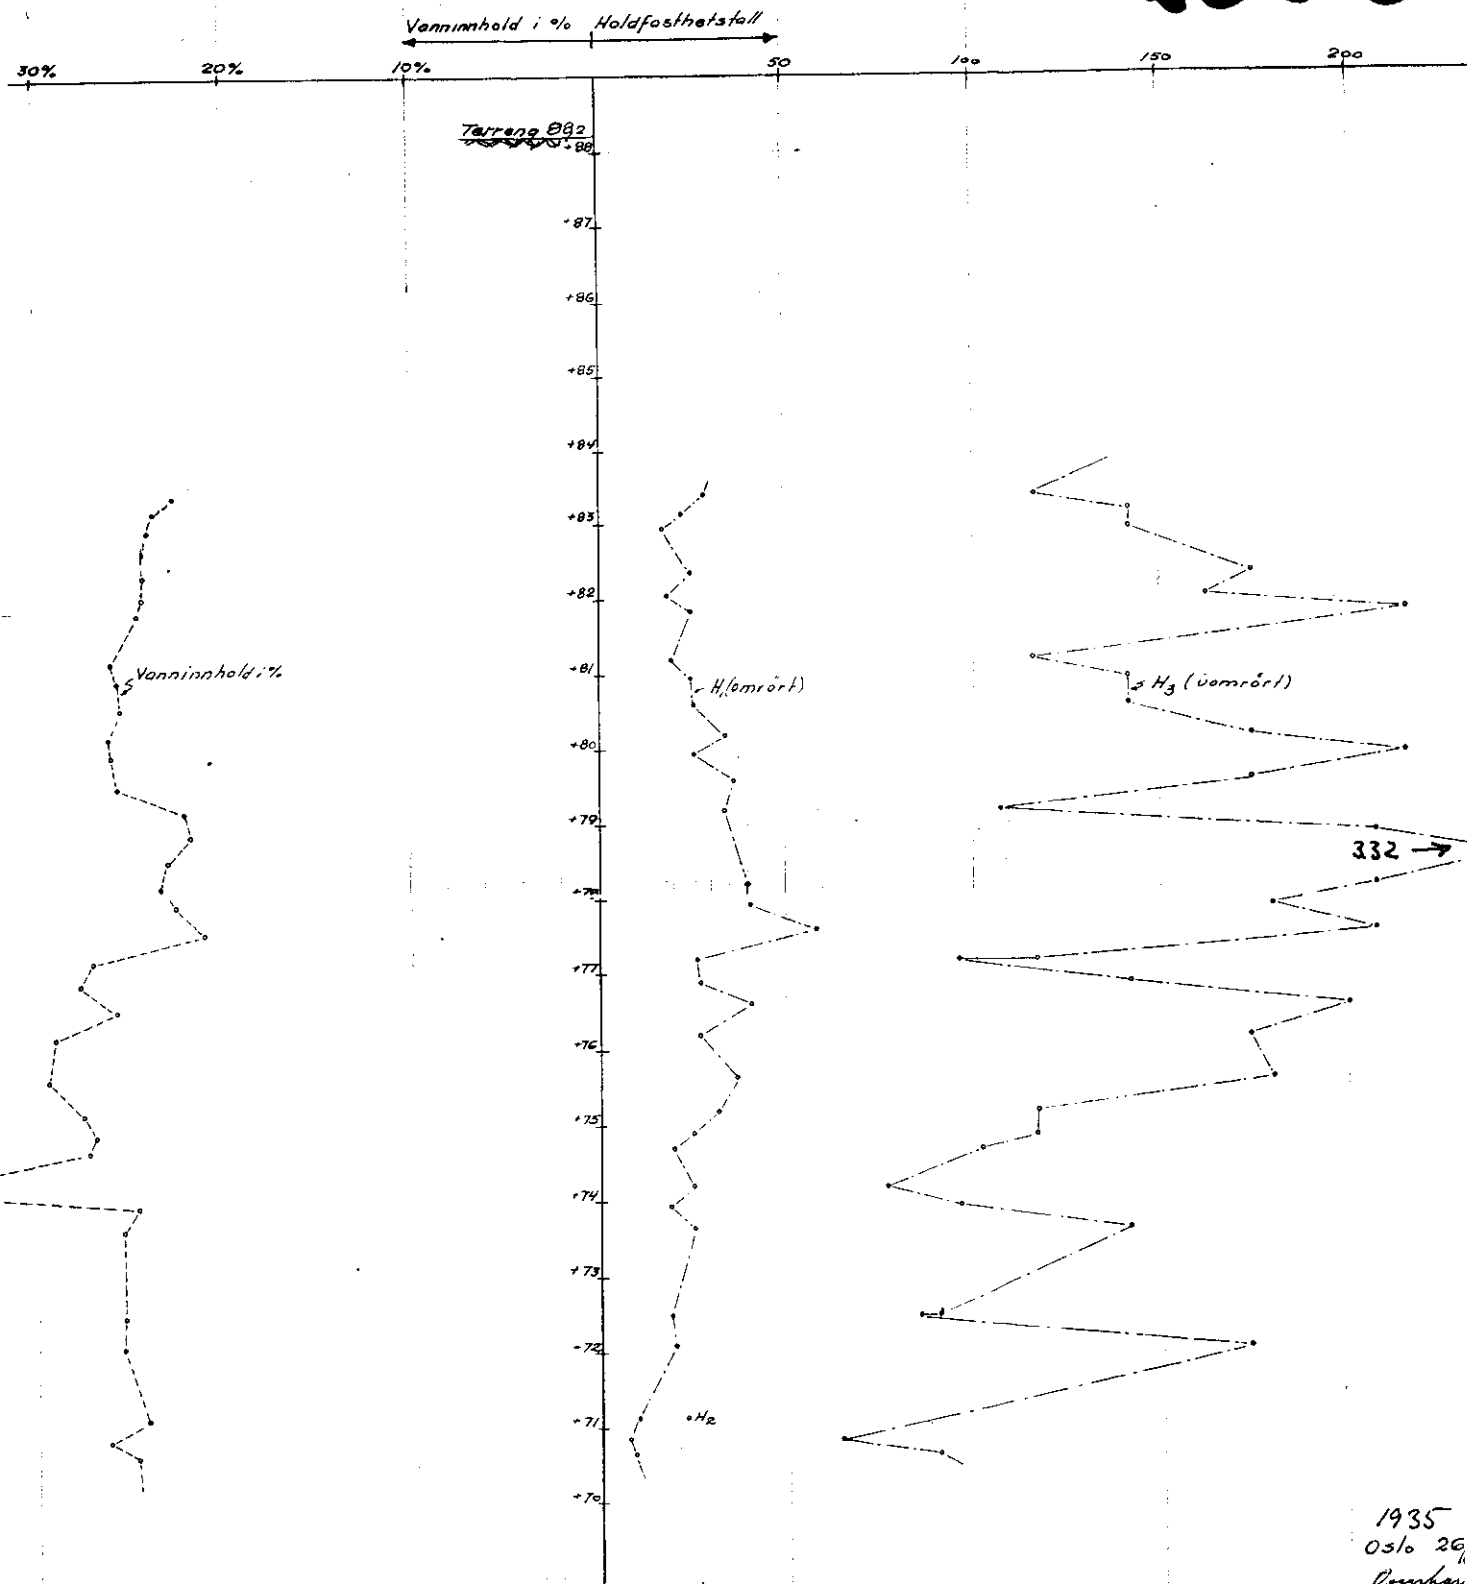 Vanninnhold i % Holdfasthetstall
30% 20% 10% 50 100 150 200
Terreng 88,2
+88
+87
+86
+85
+84
+83
+82
+81
Vanninnhold i %
H₁(omrört)
H₃ (uomrört)
+80
+79
332 →
+78
+77
+76
+75
+74
+73
+72
+71
H₂
+70
1935
Oslo 26/